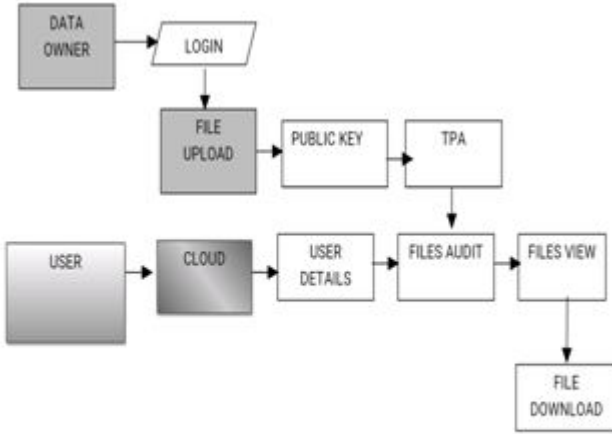 DATA
OWNER
LOGIN
FILE
UPLOAD
PUBLIC KEY
TPA
USER
CLOUD
USER
DETAILS
FILES AUDIT
FILES VIEW
FILE
DOWNLOAD